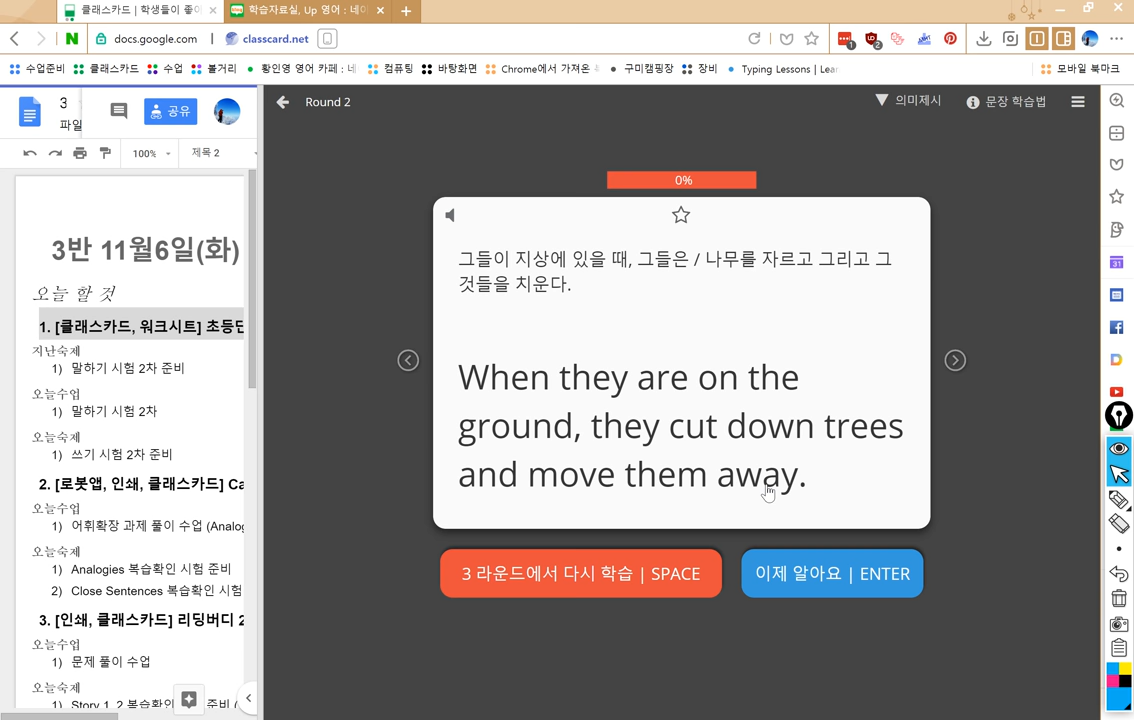 클래스카드 | 학생들이 좋아
학습자료실, Up 영어 : 네이
docs.google.com
classcard.net
수업준비
클래스카드
수업
볼거리
황인영 영어 카페 : 네
컴퓨팅
바탕화면
Chrome에서 가져온
구미캠핑장
장비
Typing Lessons | Lear
모바일 북마크
3
파일
공유
100%
제목 2
3반 11월6일(화)
오늘 할 것
1. [클래스카드, 워크시트] 초등단
지난숙제
1) 말하기 시험 2차 준비
오늘수업
1) 말하기 시험 2차
오늘숙제
1) 쓰기 시험 2차 준비
2. [로봇앱, 인쇄, 클래스카드] Ca
오늘수업
1) 어휘확장 과제 풀이 수업 (Analog
오늘숙제
1) Analogies 복습확인 시험 준비
2) Close Sentences 복습확인 시험
3. [인쇄, 클래스카드] 리딩버디 2
오늘수업
1) 문제 풀이 수업
오늘숙제
1) Story 1, 2 복습확인 준비 (
Round 2
의미제시
문장 학습법
0%
그들이 지상에 있을 때, 그들은 / 나무를 자르고 그리고 그
것들을 치운다.
When they are on the
ground, they cut down trees
and move them away.
3 라운드에서 다시 학습 | SPACE
이제 알아요 | ENTER
31